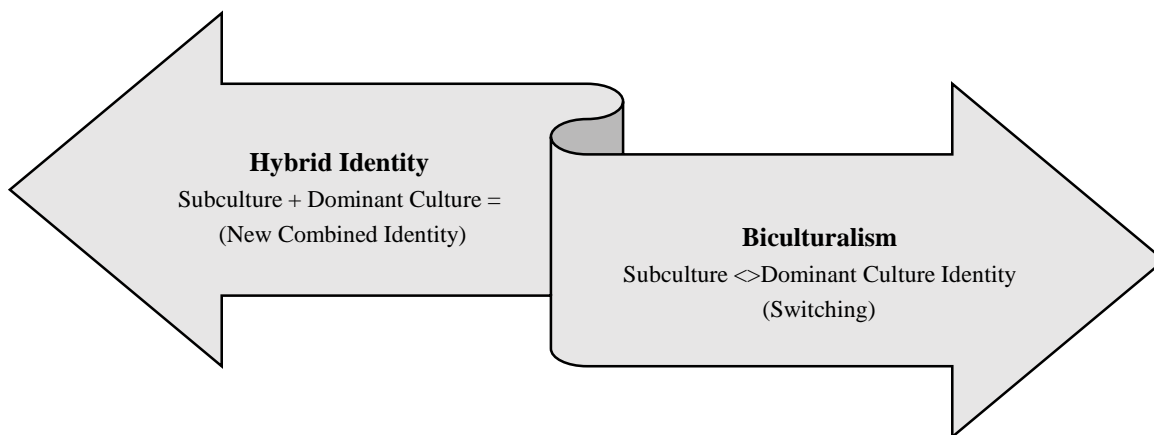 Hybrid Identity
Subculture + Dominant Culture =
(New Combined Identity)
Biculturalism
Subculture <>Dominant Culture Identity
(Switching)